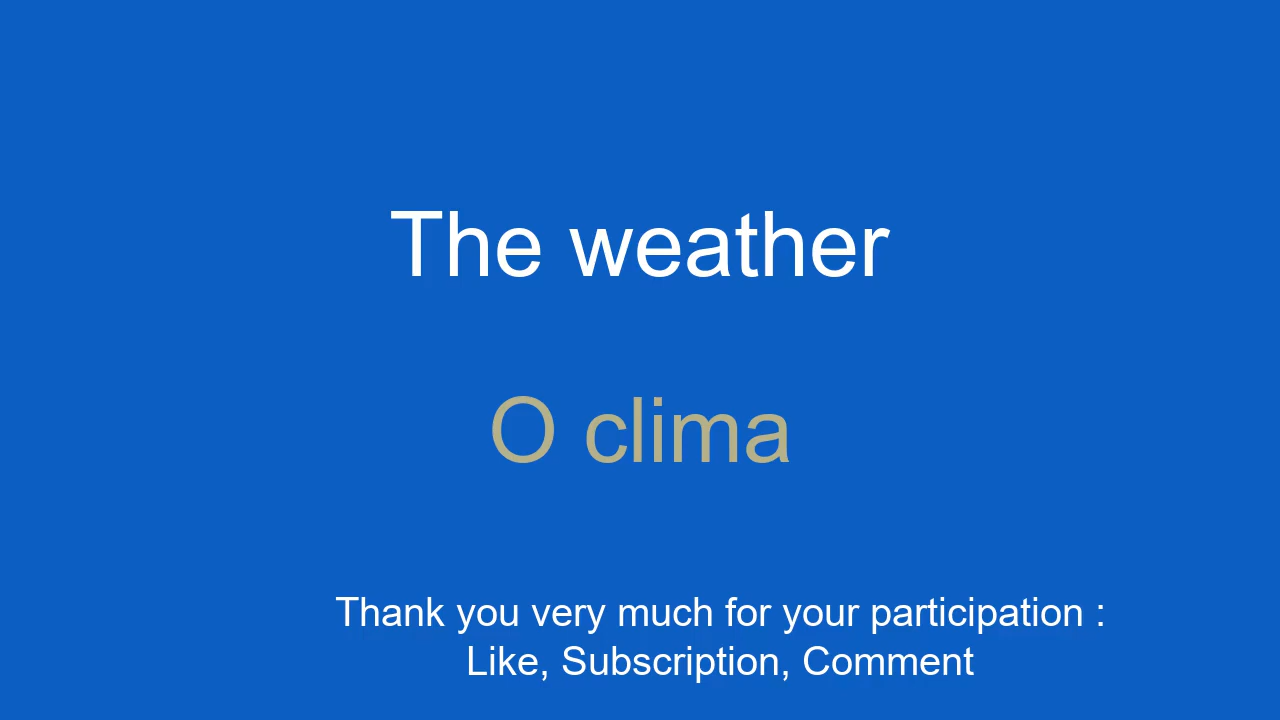 The weather
O clima
Thank you very much for your participation :
Like, Subscription, Comment